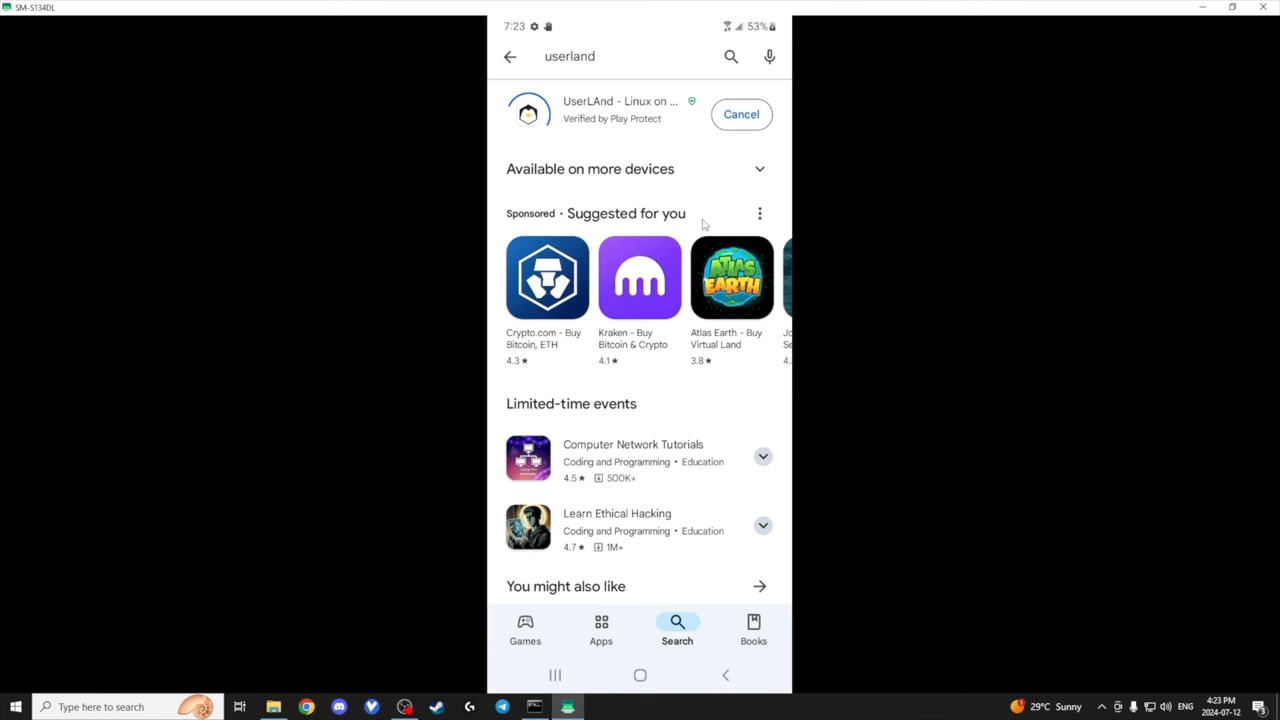 SM-S134DL
7:23
53%
userland
UserLAnd - Linux on ...
Verified by Play Protect
Cancel
Available on more devices
Sponsored • Suggested for you
ATLAS
EARTH
Crypto.com - Buy
Bitcoin, ETH
4.3★
Kraken - Buy
Bitcoin & Crypto
4.1★
Atlas Earth - Buy
Virtual Land
3.8★
Limited-time events
Computer Network Tutorials
Coding and Programming • Education
4.5★ 500K+
Learn Ethical Hacking
Coding and Programming • Education
4.7★ 1M+
You might also like
Games
Apps
Search
Books
Type here to search
29°C Sunny
ENG
4:23 PM
2024-07-12
3